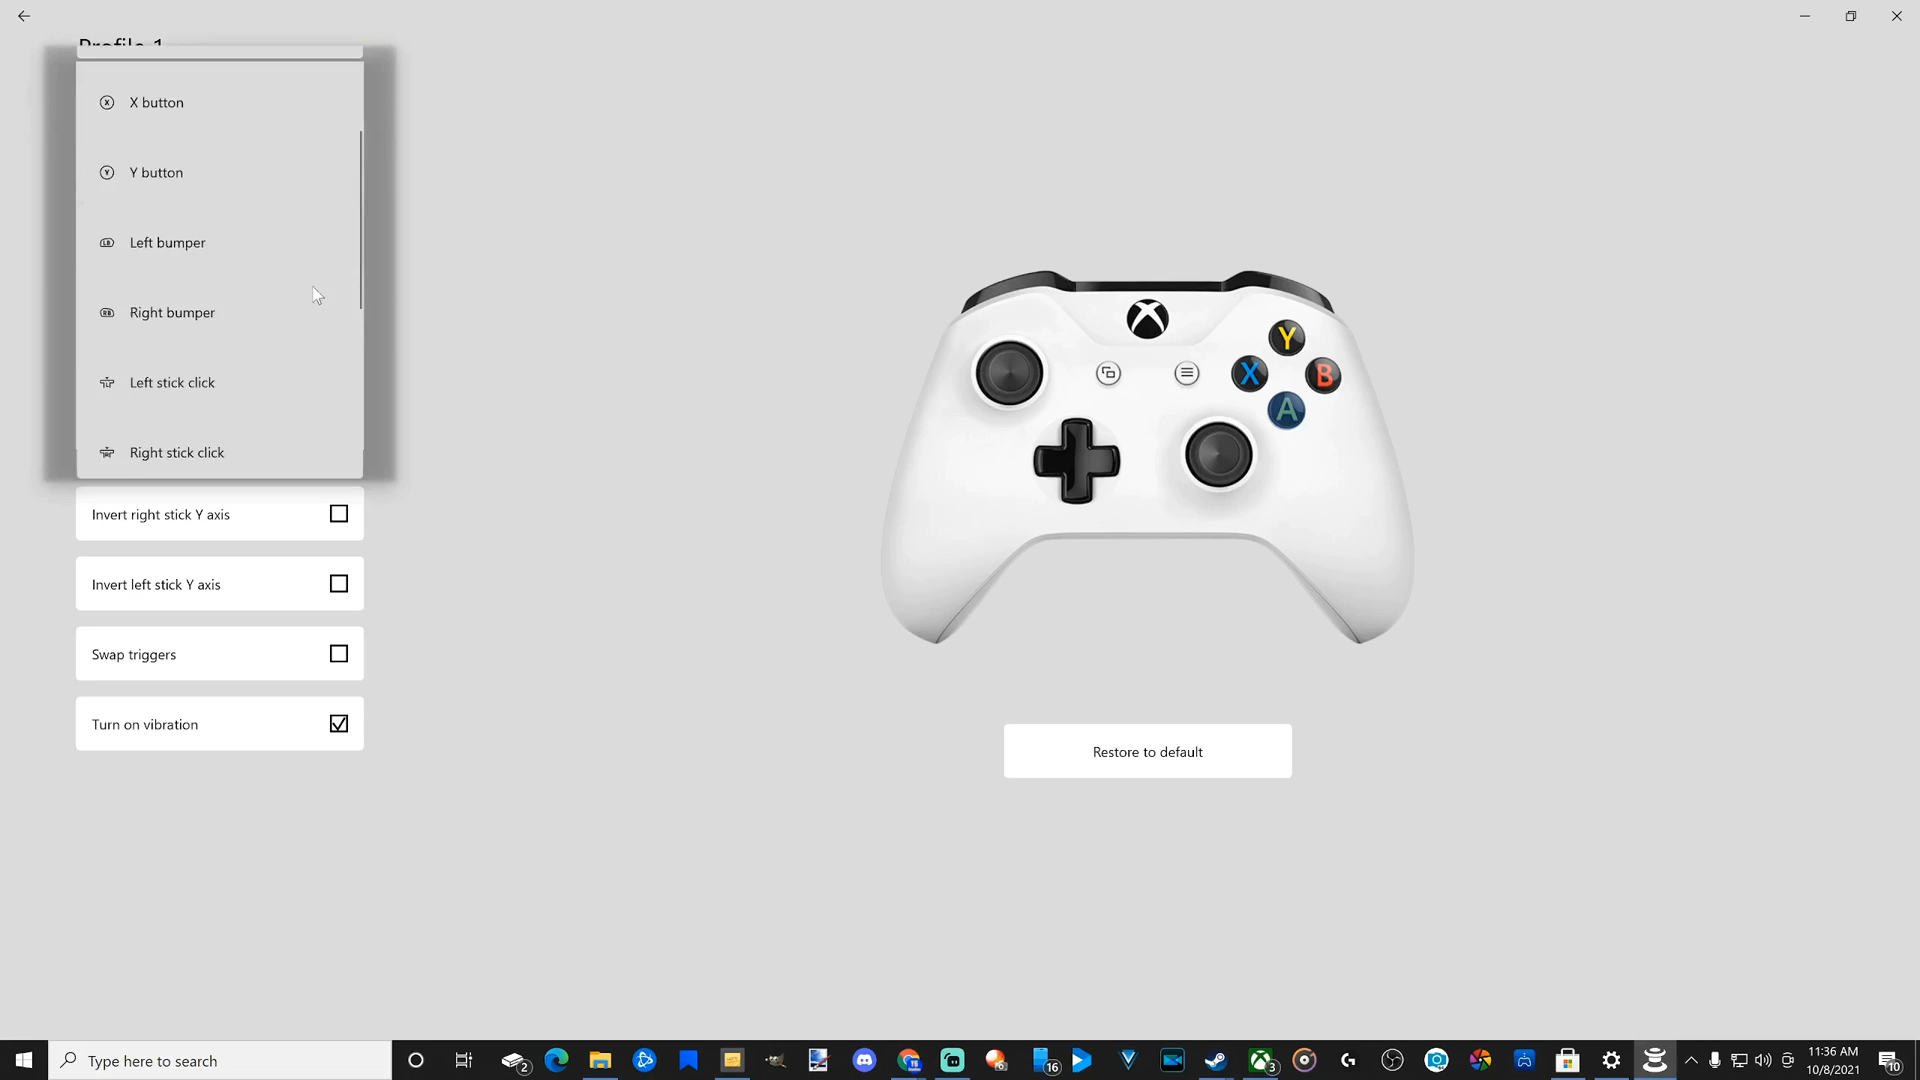 Profile 1
X button
Y button
Left bumper
Right bumper
Left stick click
Right stick click
Invert right stick Y axis
Invert left stick Y axis
Swap triggers
Turn on vibration
Y
X
B
A
Restore to default
Type here to search
2
16
3
11:36 AM
10/8/2021
10